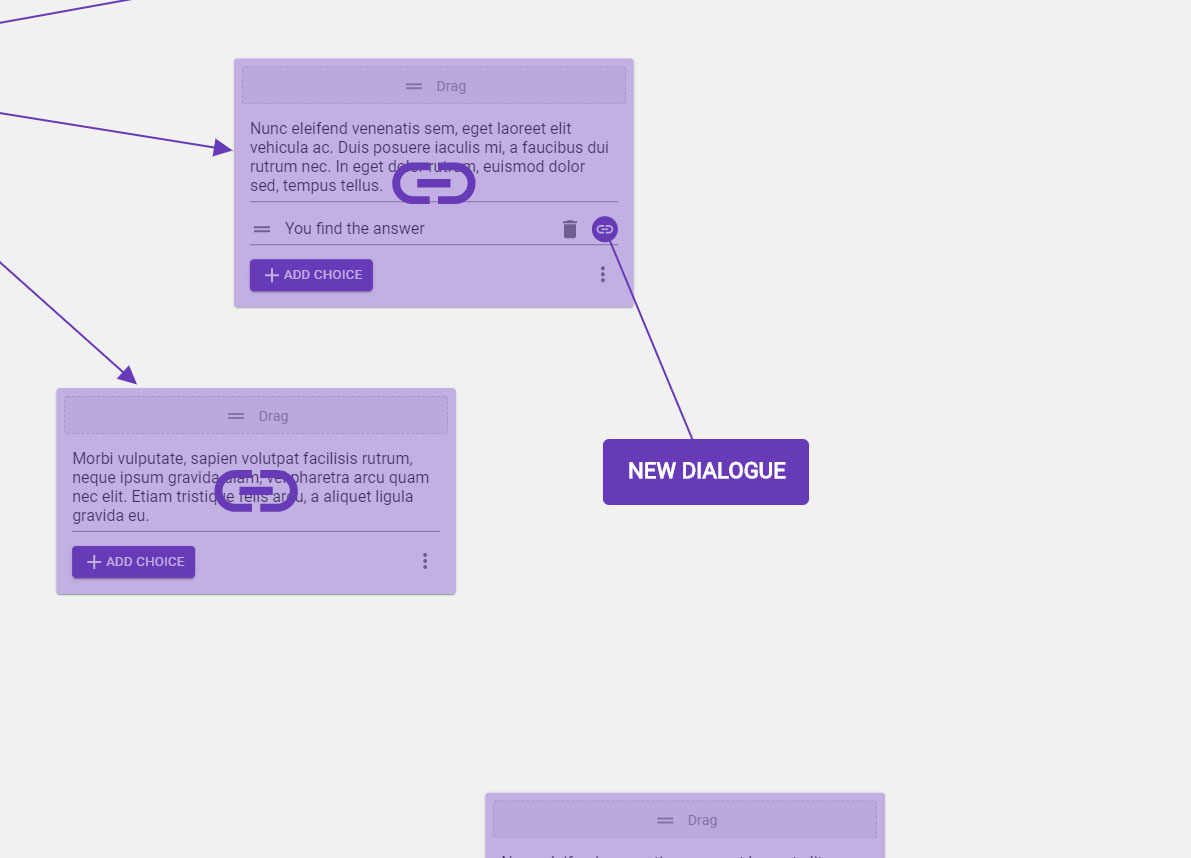 Drag
Nunc eleifend venenatis sem, eget laoreet elit
vehicula ac. Duis posuere iaculis mi, a faucibus dui
rutrum nec. In eget dolor rutrum, euismod dolor
sed, tempus tellus.
You find the answer
ADD CHOICE
Drag
Morbi vulputate, sapien volutpat facilisis rutrum,
neque ipsum gravida diam, vel pharetra arcu quam
nec elit. Etiam tristique felis arcu, a aliquet ligula
gravida eu.
ADD CHOICE
NEW DIALOGUE
Drag